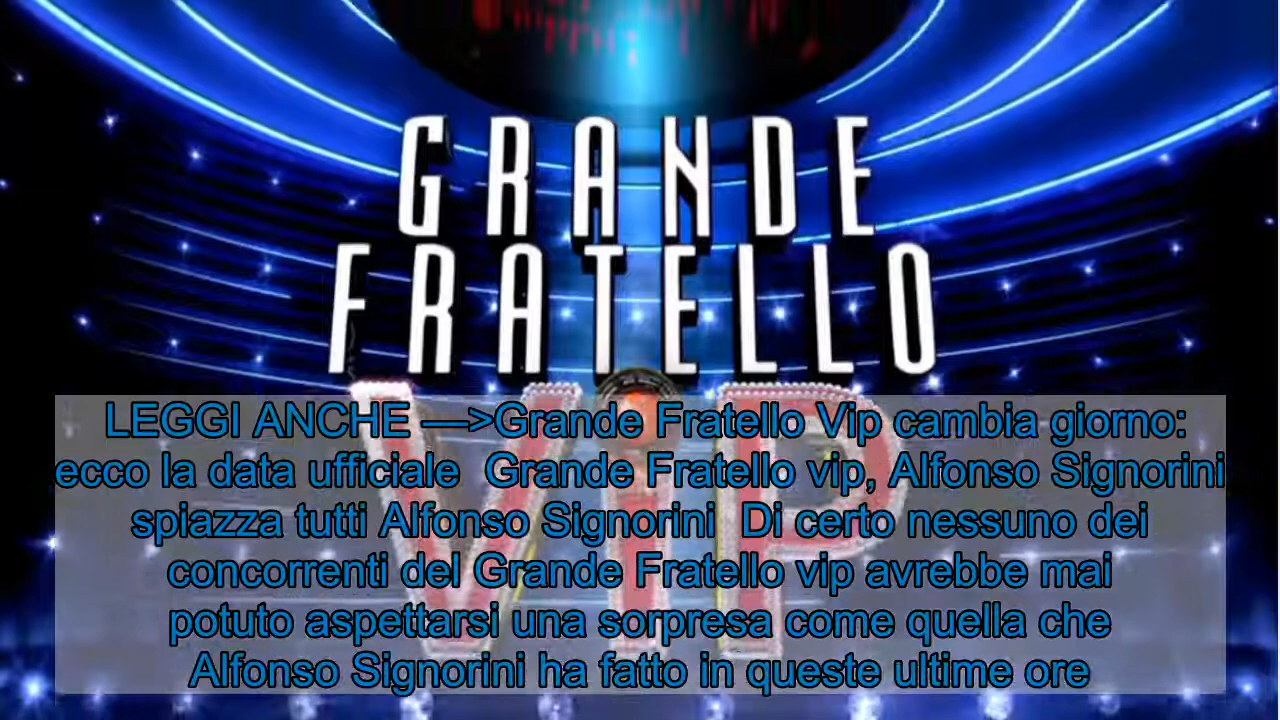 GRANDE
FRATELLO
VIP
LEGGI ANCHE —>Grande Fratello Vip cambia giorno:
ecco la data ufficiale  Grande Fratello vip, Alfonso Signorini
spiazza tutti Alfonso Signorini  Di certo nessuno dei
concorrenti del Grande Fratello vip avrebbe mai
potuto aspettarsi una sorpresa come quella che
Alfonso Signorini ha fatto in queste ultime ore